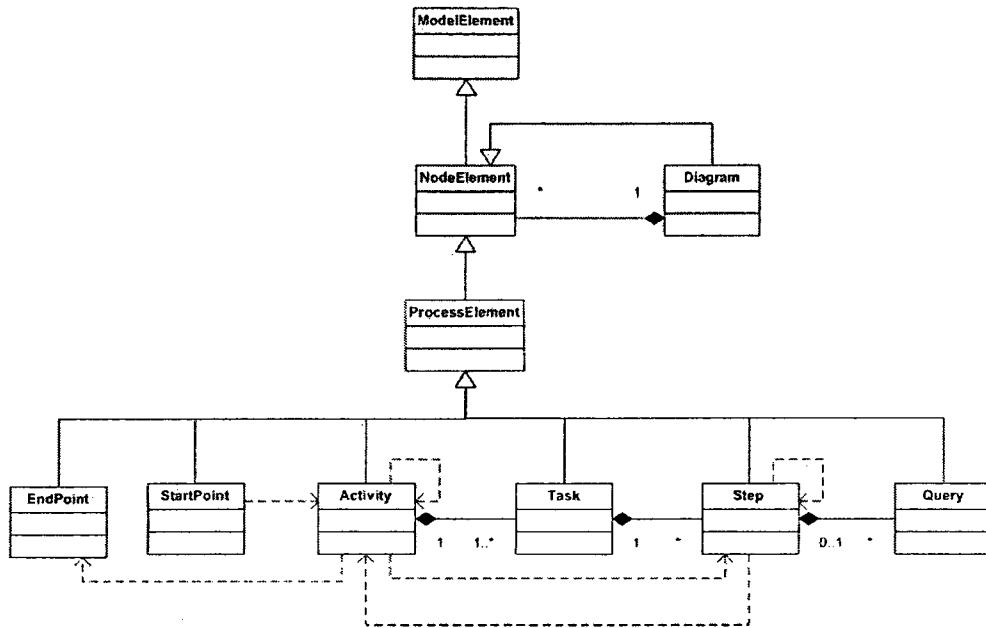 ModelElement
NodeElement
* 1
Diagram
ProcessElement
EndPoint
StartPoint
Activity
Task
Step
Query
1 1..*
1 *
0..1 *